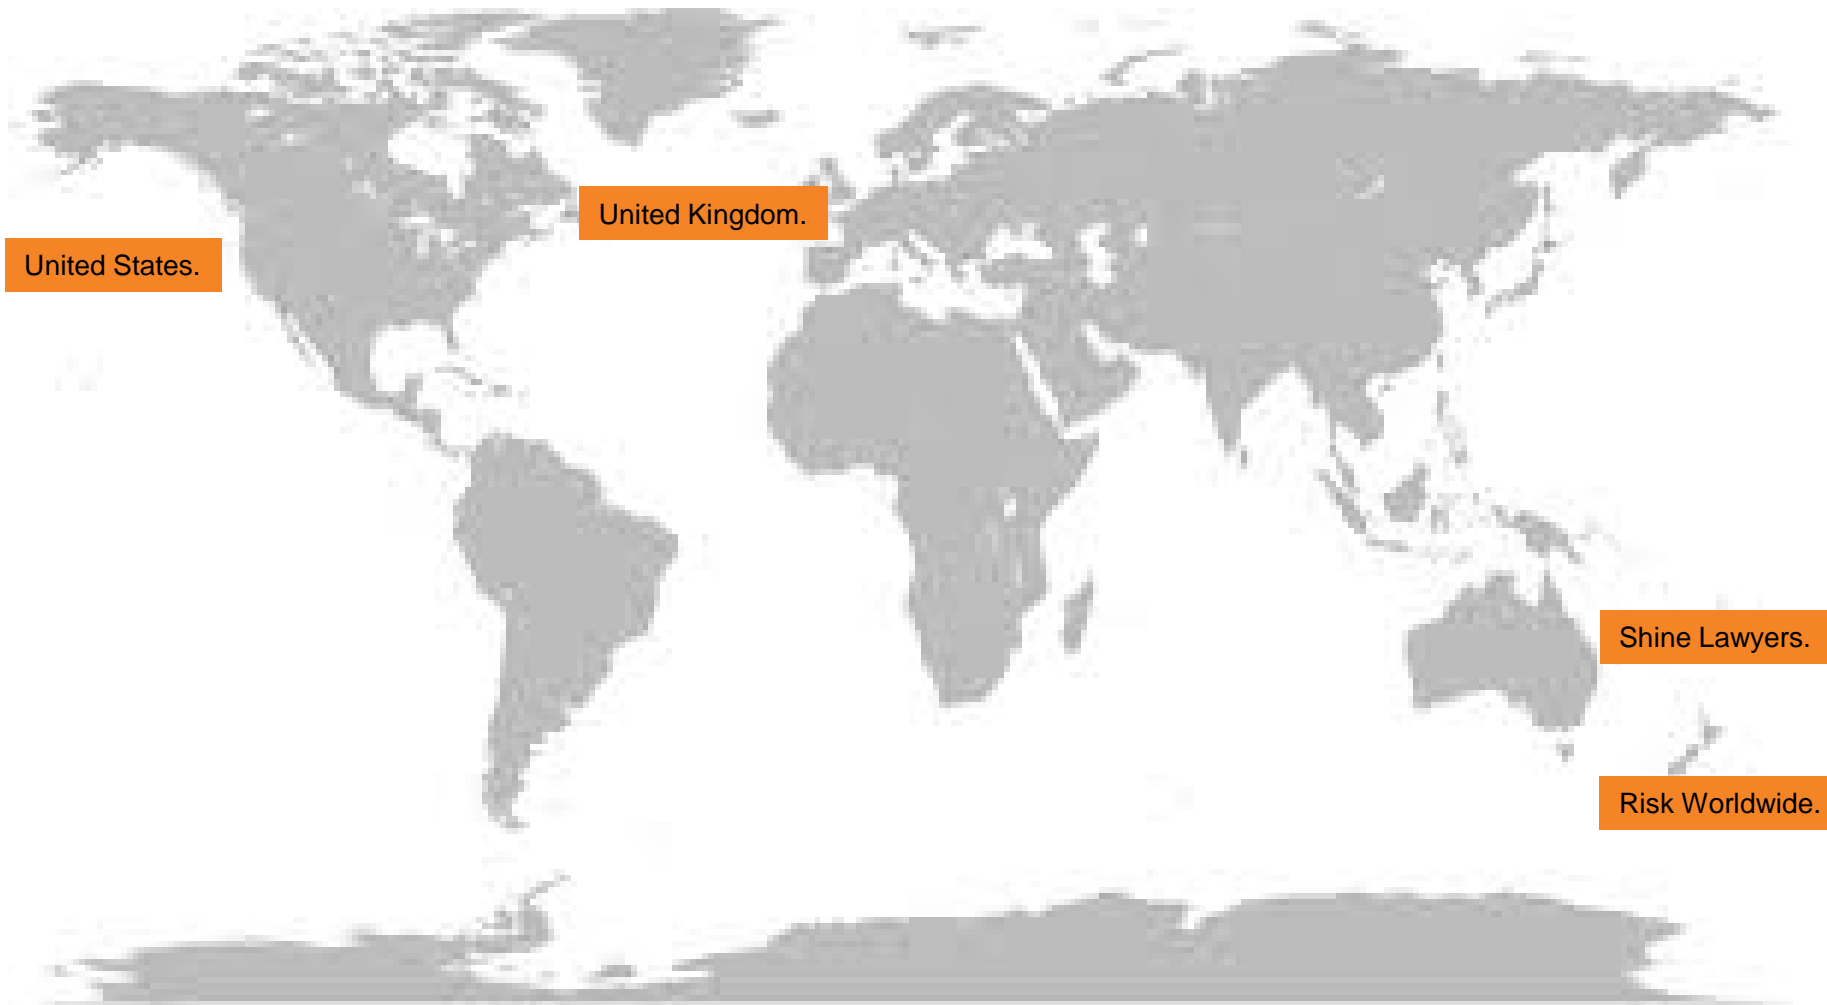 United Kingdom.
United States.
Shine Lawyers.
Risk Worldwide.